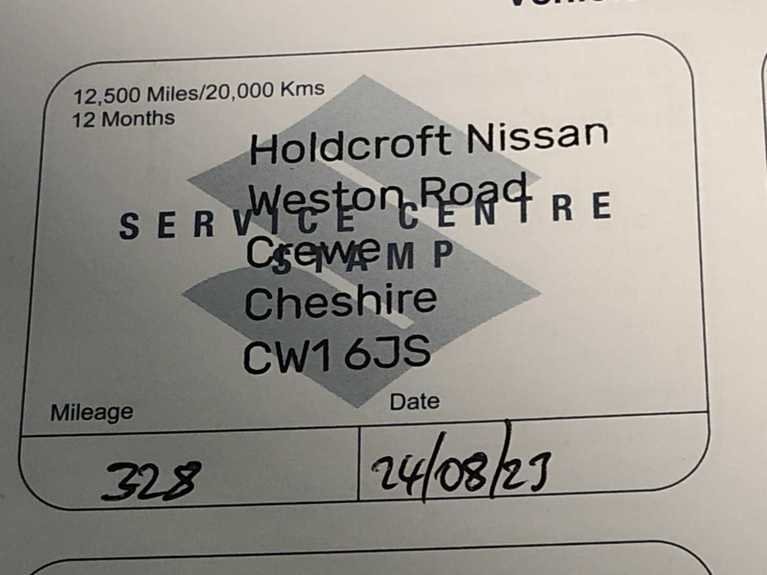 12,500 Miles/20,000 Kms
12 Months
Holdcroft Nissan
Weston Road
SERVICE CENTRE
Crewe
STAMP
Cheshire
CW1 6JS
Mileage
Date
328
24/08/23